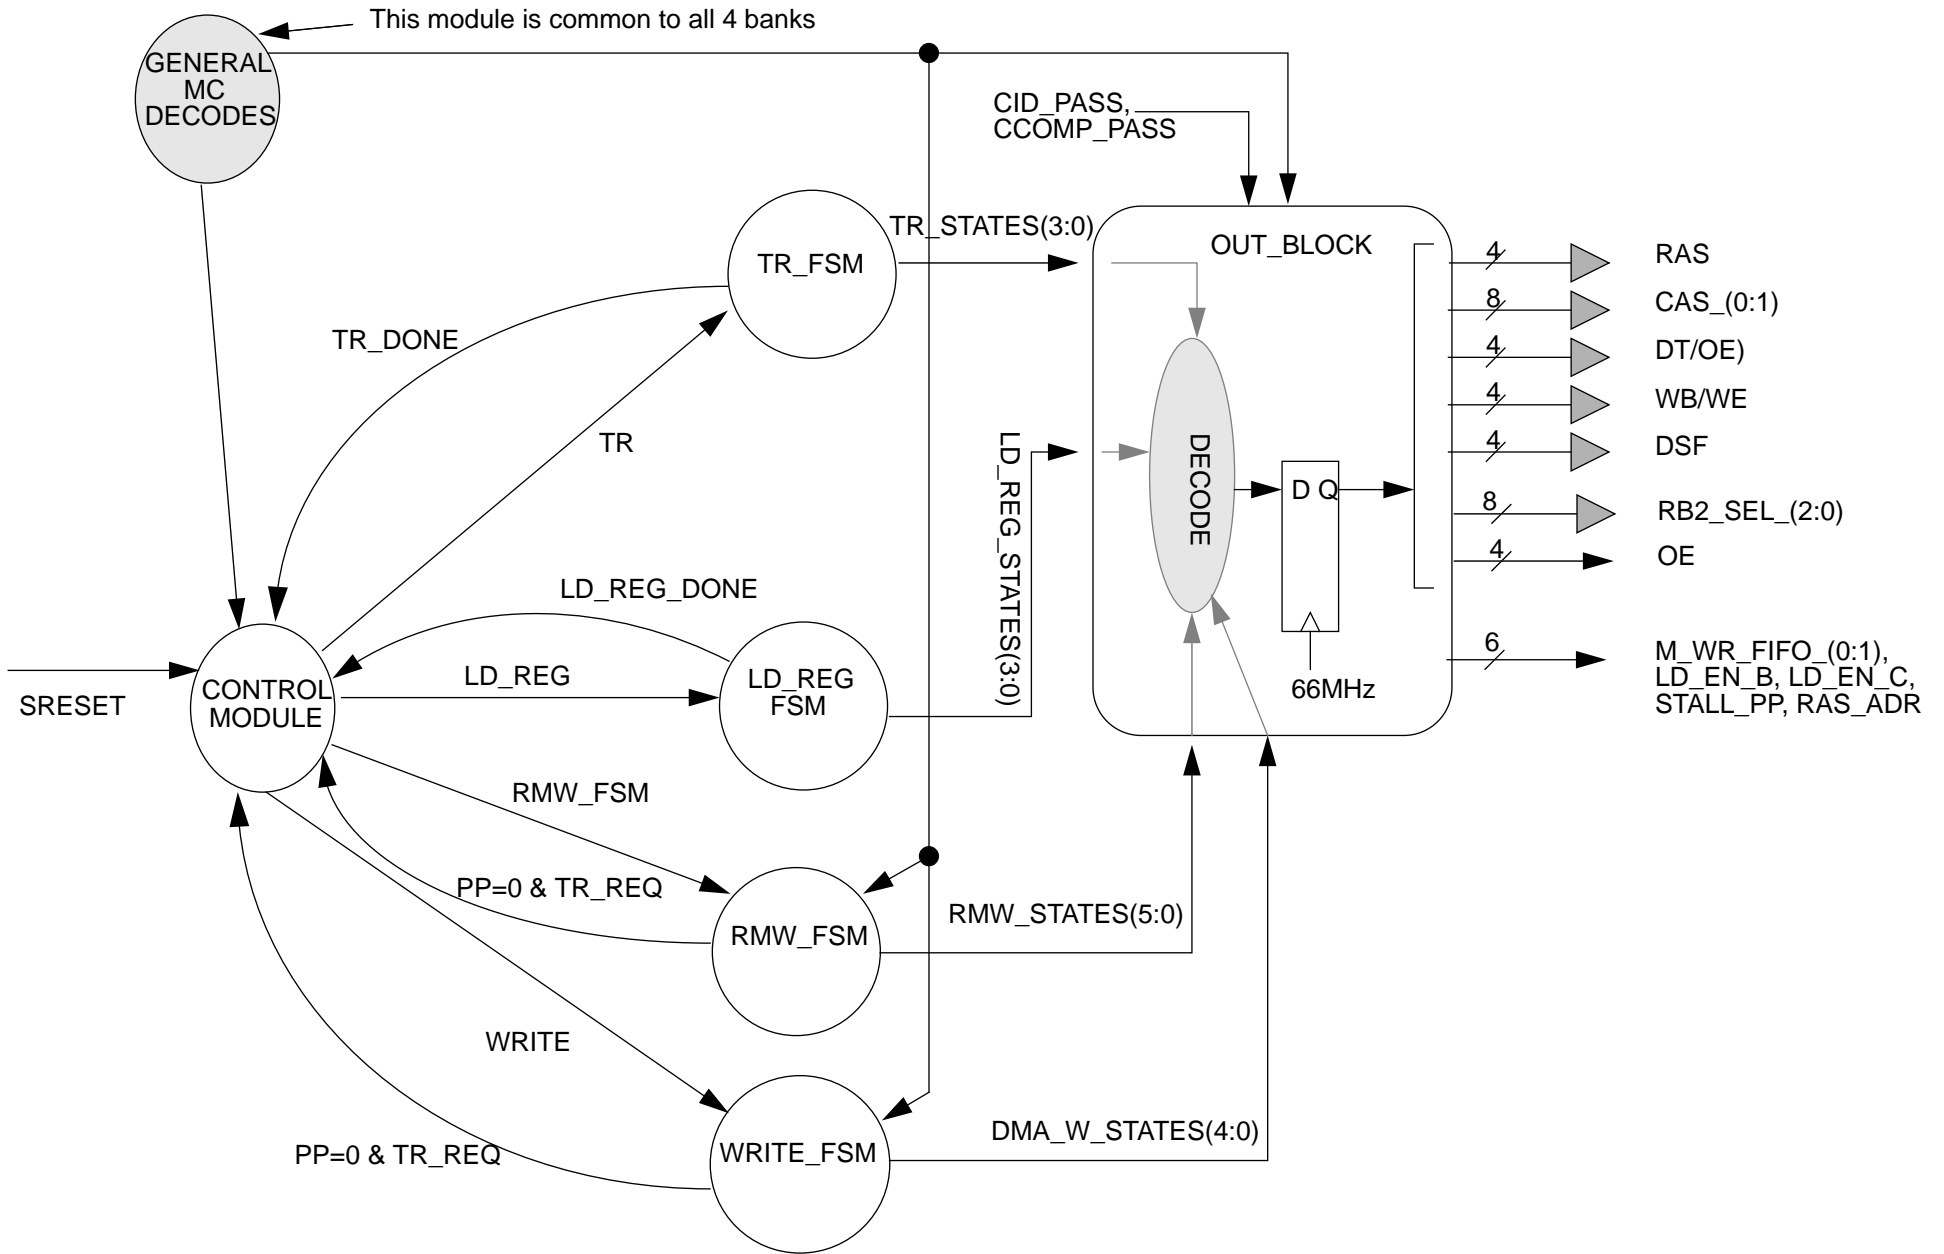 This module is common to all 4 banks
GENERAL
MC
DECODES
CID_PASS,
CCOMP_PASS
TR_STATES(3:0)
TR_FSM
OUT_BLOCK
4
RAS
8
CAS_(0:1)
4
DT/OE)
4
WB/WE
4
DSF
8
RB2_SEL_(2:0)
4
OE
6
M_WR_FIFO_(0:1),
LD_EN_B, LD_EN_C,
STALL_PP, RAS_ADR
TR_DONE
TR
LD_REG_STATES(3:0)
DECODE
D Q
66MHz
LD_REG_DONE
LD_REG
LD_REG
FSM
SRESET
CONTROL
MODULE
RMW_FSM
PP=0 & TR_REQ
RMW_FSM
RMW_STATES(5:0)
WRITE
PP=0 & TR_REQ
WRITE_FSM
DMA_W_STATES(4:0)